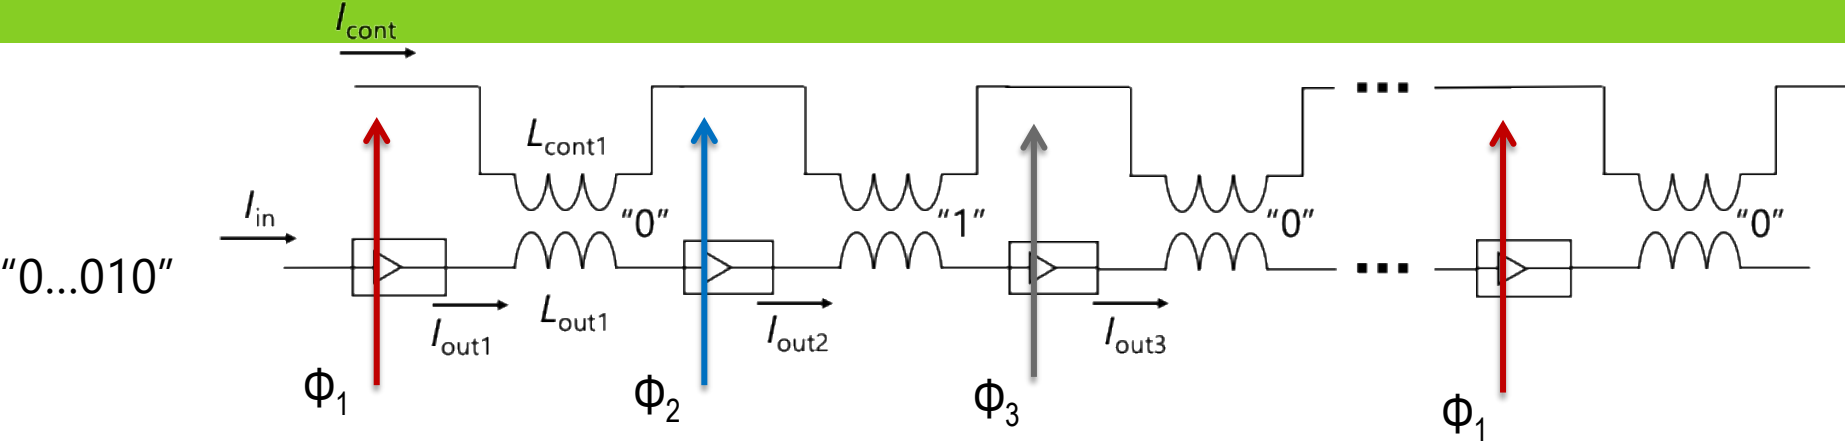 Icont
Lcont1
Iin
“0” “1” “0” “0”
“0...010”
Iout1 Lout1 Iout2 Iout3
Φ1 Φ2 Φ3 Φ1